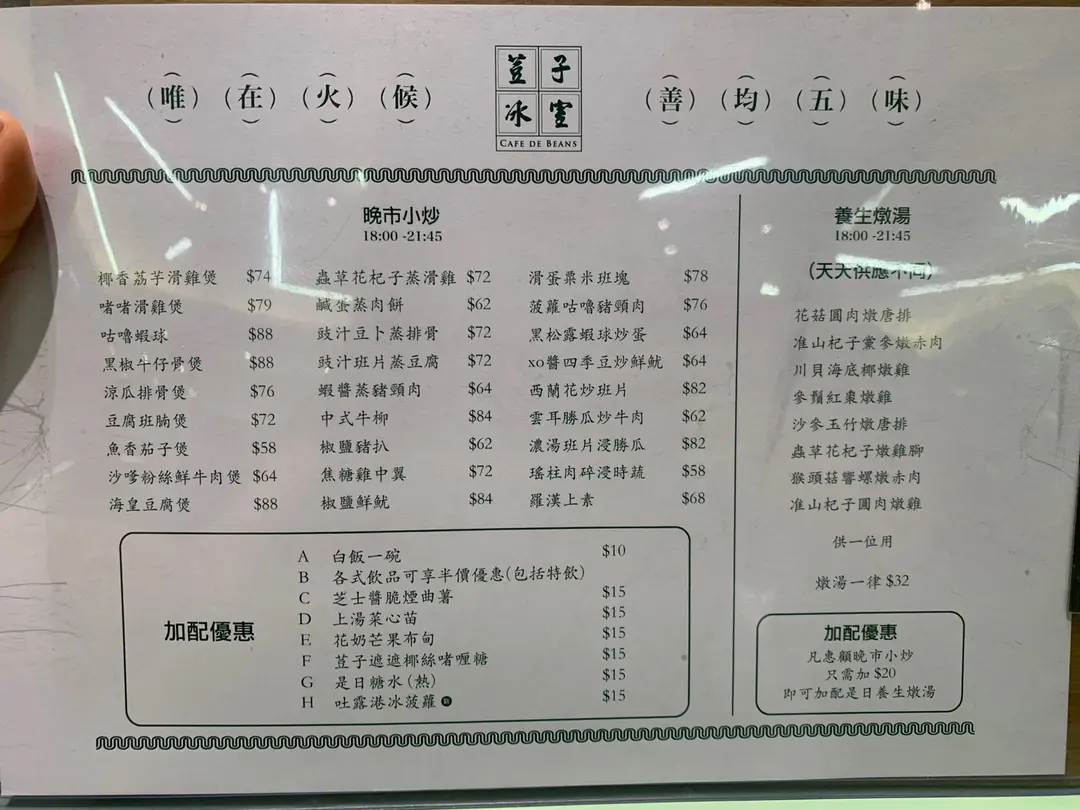 (唯) (在) (火) (候)
荳子
冰室
CAFE DE BEANS
(善) (均) (五) (味)
晚市小炒
18:00 -21:45
椰香荔芋滑雞煲 $74
啫啫滑雞煲 $79
咕嚕蝦球 $88
黑椒牛仔骨煲 $88
涼瓜排骨煲 $76
豆腐班腩煲 $72
魚香茄子煲 $58
沙嗲粉絲鮮牛肉煲 $64
海皇豆腐煲 $88
蟲草花杞子蒸滑雞 $72
鹹蛋蒸肉餅 $62
豉汁豆卜蒸排骨 $72
豉汁班片蒸豆腐 $72
蝦醬蒸豬頸肉 $64
中式牛柳 $84
椒鹽豬扒 $62
焦糖雞中翼 $72
椒鹽鮮魷 $84
滑蛋粟米班塊 $78
菠蘿咕嚕豬頸肉 $76
黑松露蝦球炒蛋 $64
xo醬四季豆炒鮮魷 $64
西蘭花炒班片 $82
雲耳勝瓜炒牛肉 $62
濃湯班片浸勝瓜 $82
瑤柱肉碎浸時蔬 $58
羅漢上素 $68
加配優惠
A 白飯一碗 $10
B 各式飲品可享半價優惠(包括特飲)
C 芝士醬脆煙曲薯 $15
D 上湯菜心苗 $15
E 花奶芒果布甸 $15
F 荳子遮遮椰絲啫喱糖 $15
G 是日糖水(熱) $15
H 吐露港冰菠蘿 $15
養生燉湯
18:00 -21:45
(天天供應不同)
花菇圓肉燉唐排
准山杞子黨參燉赤肉
川貝海底椰燉雞
參鬚紅棗燉雞
沙參玉竹燉唐排
蟲草花杞子燉雞腳
猴頭菇響螺燉赤肉
准山杞子圓肉燉雞
供一位用
燉湯一律 $32
加配優惠
凡惠顧晚市小炒
只需加 $20
即可加配是日養生燉湯